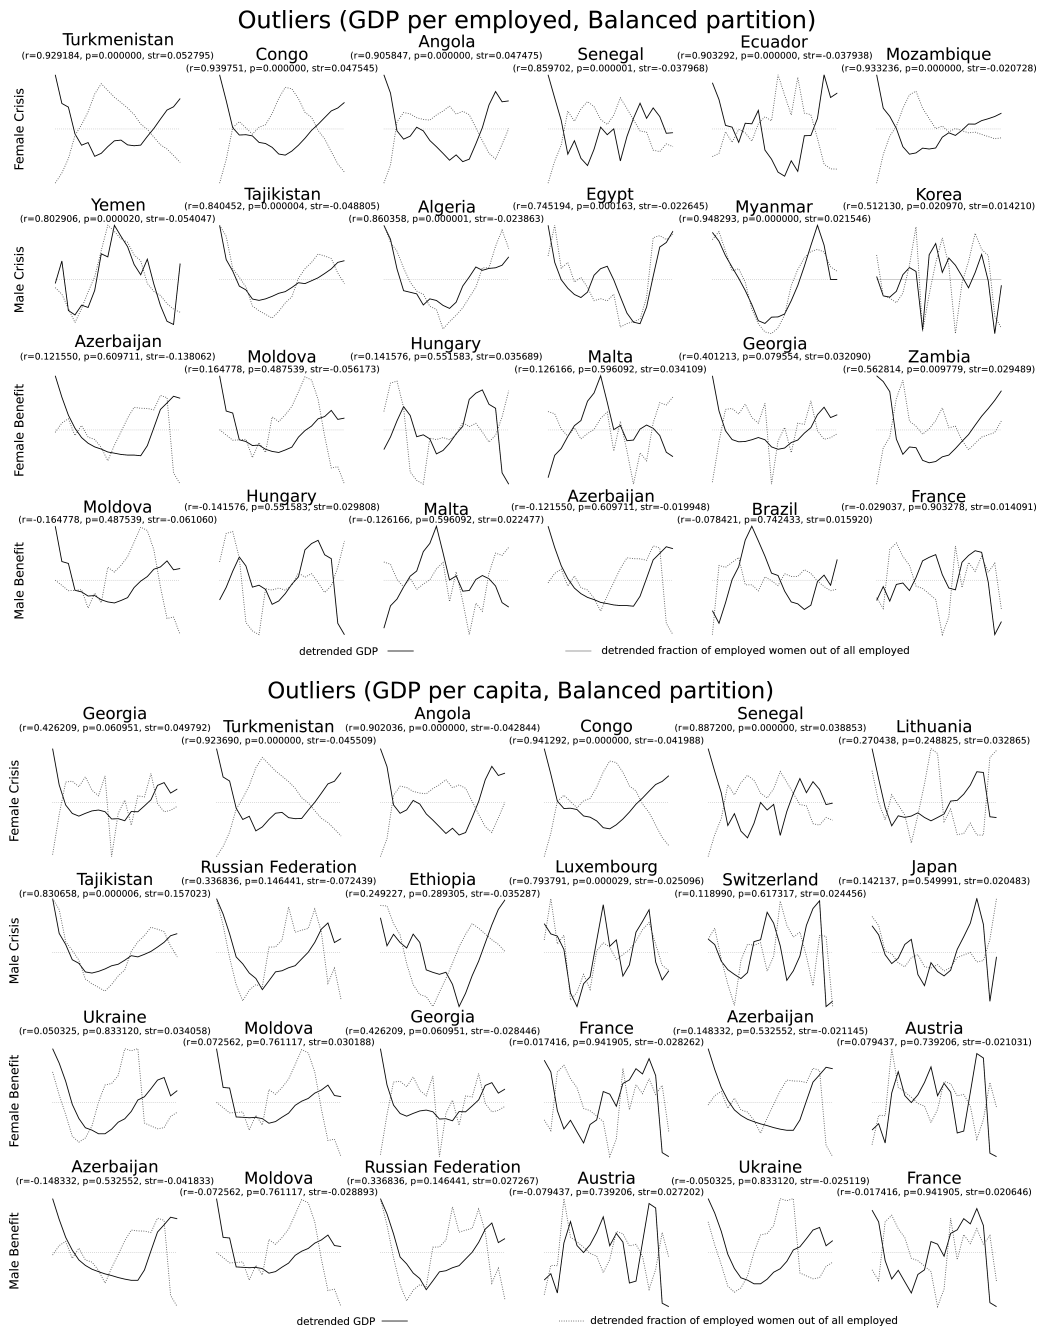 Outliers (GDP per employed, Balanced partition)
Turkmenistan
(r=0.929184, p=0.000000, str=0.052795)
Congo
(r=0.939751, p=0.000000, str=0.047545)
Angola
(r=0.905847, p=0.000000, str=0.047475)
Senegal
(r=0.859702, p=0.000001, str=-0.037968)
Ecuador
(r=0.903292, p=0.000000, str=-0.037938)
Mozambique
(r=0.933236, p=0.000000, str=-0.020728)
Female Crisis
Yemen
(r=0.802906, p=0.000020, str=-0.054047)
Tajikistan
(r=0.840452, p=0.000004, str=-0.048805)
Algeria
(r=0.860358, p=0.000001, str=-0.023863)
Egypt
(r=0.745194, p=0.000163, str=-0.022645)
Myanmar
(r=0.948293, p=0.000000, str=0.021546)
Korea
(r=0.512130, p=0.020970, str=0.014210)
Male Crisis
Azerbaijan
(r=0.121550, p=0.609711, str=-0.138062)
Moldova
(r=0.164778, p=0.487539, str=-0.056173)
Hungary
(r=0.141576, p=0.551583, str=0.035689)
Malta
(r=0.126166, p=0.596092, str=0.034109)
Georgia
(r=0.401213, p=0.079554, str=0.032090)
Zambia
(r=0.562814, p=0.009779, str=0.029489)
Female Benefit
Moldova
(r=-0.164778, p=0.487539, str=-0.061060)
Hungary
(r=-0.141576, p=0.551583, str=0.029808)
Malta
(r=-0.126166, p=0.596092, str=0.022477)
Azerbaijan
(r=-0.121550, p=0.609711, str=-0.019948)
Brazil
(r=-0.078421, p=0.742433, str=0.015920)
France
(r=-0.029037, p=0.903278, str=0.014091)
Male Benefit
detrended GDP
detrended fraction of employed women out of all employed
Outliers (GDP per capita, Balanced partition)
Georgia
(r=0.426209, p=0.060951, str=0.049792)
Turkmenistan
(r=0.923690, p=0.000000, str=-0.045509)
Angola
(r=0.902036, p=0.000000, str=-0.042844)
Congo
(r=0.941292, p=0.000000, str=-0.041988)
Senegal
(r=0.887200, p=0.000000, str=0.038853)
Lithuania
(r=0.270438, p=0.248825, str=0.032865)
Female Crisis
Tajikistan
(r=0.830658, p=0.000006, str=0.157023)
Russian Federation
(r=0.336836, p=0.146441, str=-0.072439)
Ethiopia
(r=0.249227, p=0.289305, str=-0.035287)
Luxembourg
(r=0.793791, p=0.000029, str=-0.025096)
Switzerland
(r=0.118990, p=0.617317, str=0.024456)
Japan
(r=0.142137, p=0.549991, str=0.020483)
Male Crisis
Ukraine
(r=0.050325, p=0.833120, str=0.034058)
Moldova
(r=0.072562, p=0.761117, str=0.030188)
Georgia
(r=0.426209, p=0.060951, str=-0.028446)
France
(r=0.017416, p=0.941905, str=-0.028262)
Azerbaijan
(r=0.148332, p=0.532552, str=-0.021145)
Austria
(r=0.079437, p=0.739206, str=-0.021031)
Female Benefit
Azerbaijan
(r=-0.148332, p=0.532552, str=-0.041833)
Moldova
(r=-0.072562, p=0.761117, str=-0.028893)
Russian Federation
(r=0.336836, p=0.146441, str=0.027267)
Austria
(r=-0.079437, p=0.739206, str=0.027202)
Ukraine
(r=-0.050325, p=0.833120, str=-0.025119)
France
(r=-0.017416, p=0.941905, str=0.020646)
Male Benefit
detrended GDP
detrended fraction of employed women out of all employed